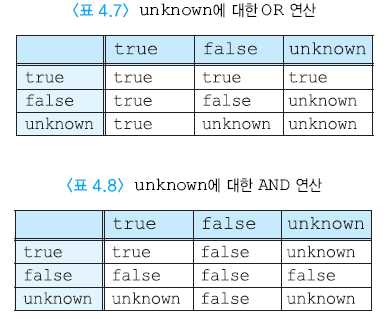 〈표 4.7〉 unknown에 대한 OR 연산
true false unknown
true true true true
false true false unknown
unknown true unknown unknown
〈표 4.8〉 unknown에 대한 AND 연산
true false unknown
true true false unknown
false false false false
unknown unknown false unknown